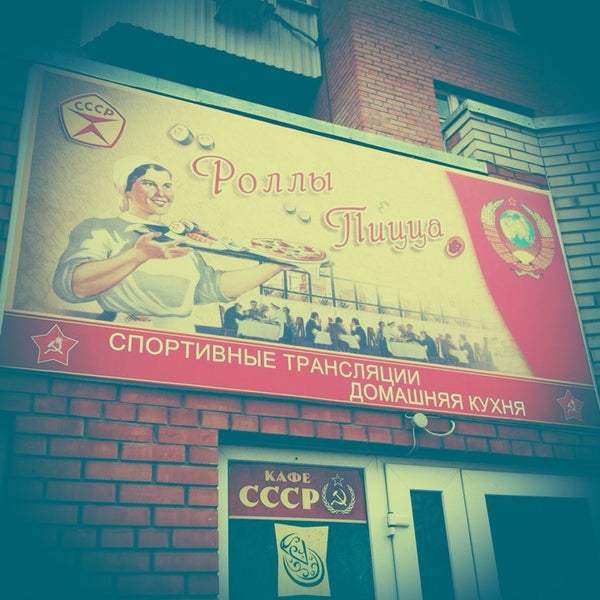 СССР
Роллы
Пицца
СПОРТИВНЫЕ ТРАНСЛЯЦИИ
ДОМАШНЯЯ КУХНЯ
КАФЕ
СССР